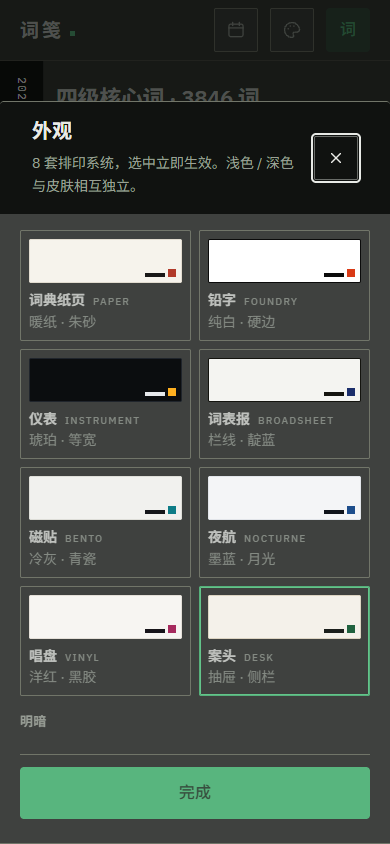 词笺
词
202
四级核心词 · 3846 词
外观
8 套排印系统，选中立即生效。浅色 / 深色
与皮肤相互独立。
词典纸页 PAPER
暖纸 · 朱砂
铅字 FOUNDRY
纯白 · 硬边
仪表 INSTRUMENT
琥珀 · 等宽
词表报 BROADSHEET
栏线 · 靛蓝
磁贴 BENTO
冷灰 · 青瓷
夜航 NOCTURNE
墨蓝 · 月光
唱盘 VINYL
洋红 · 黑胶
案头 DESK
抽屉 · 侧栏
明暗
完成